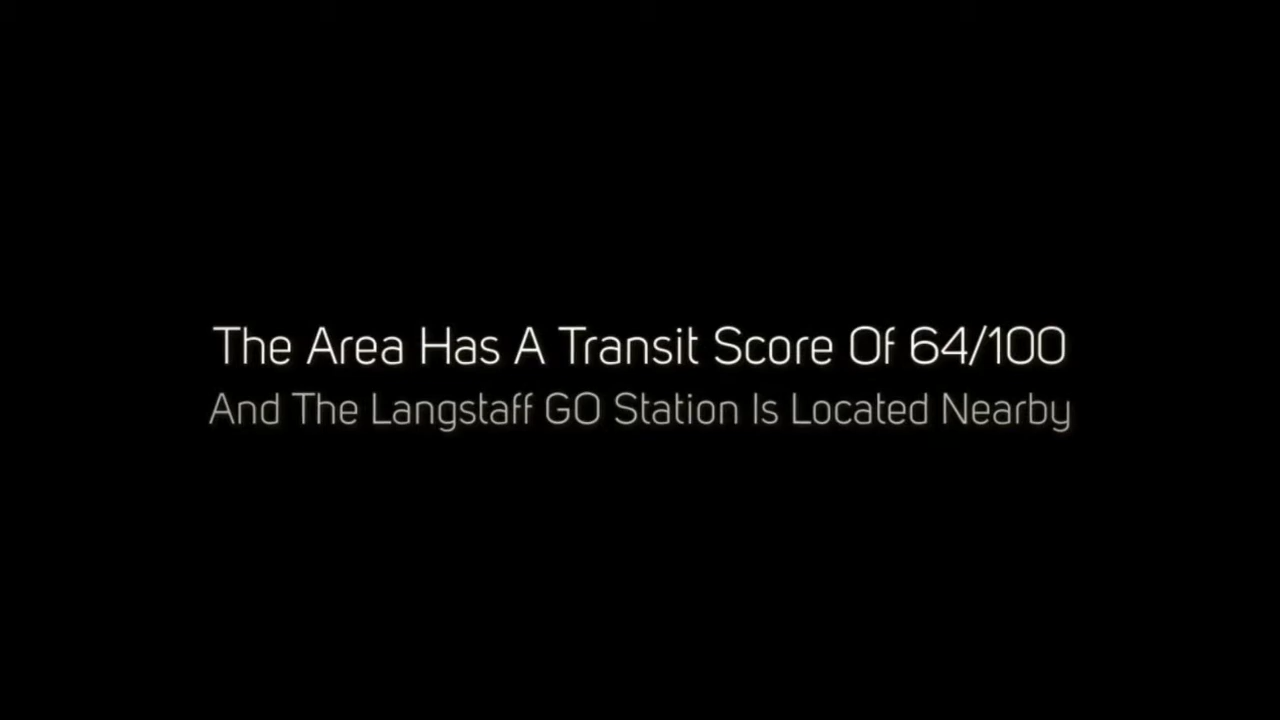 The Area Has A Transit Score Of 64/100
And The Langstaff GO Station Is Located Nearby